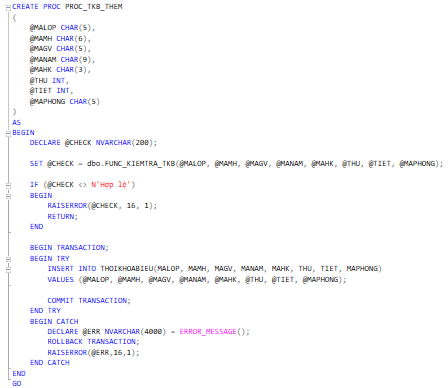 CREATE PROC PROC_TKB_THEM
(
@MALOP CHAR(5),
@MAMH CHAR(6),
@MAGV CHAR(5),
@MANAM CHAR(9),
@MAHK CHAR(3),
@THU INT,
@TIET INT,
@MAPHONG CHAR(5)
)
AS
BEGIN
DECLARE @CHECK NVARCHAR(200);
SET @CHECK = dbo.FUNC_KIEMTRA_TKB(@MALOP, @MAMH, @MAGV, @MANAM, @MAHK, @THU, @TIET, @MAPHONG);
IF (@CHECK <> N'Hợp lệ')
BEGIN
RAISERROR(@CHECK, 16, 1);
RETURN;
END
BEGIN TRANSACTION;
BEGIN TRY
INSERT INTO THOIKHOABIEU(MALOP, MAMH, MAGV, MANAM, MAHK, THU, TIET, MAPHONG)
VALUES (@MALOP, @MAMH, @MAGV, @MANAM, @MAHK, @THU, @TIET, @MAPHONG);
COMMIT TRANSACTION;
END TRY
BEGIN CATCH
DECLARE @ERR NVARCHAR(4000) = ERROR_MESSAGE();
ROLLBACK TRANSACTION;
RAISERROR(@ERR,16,1);
END CATCH
END
GO